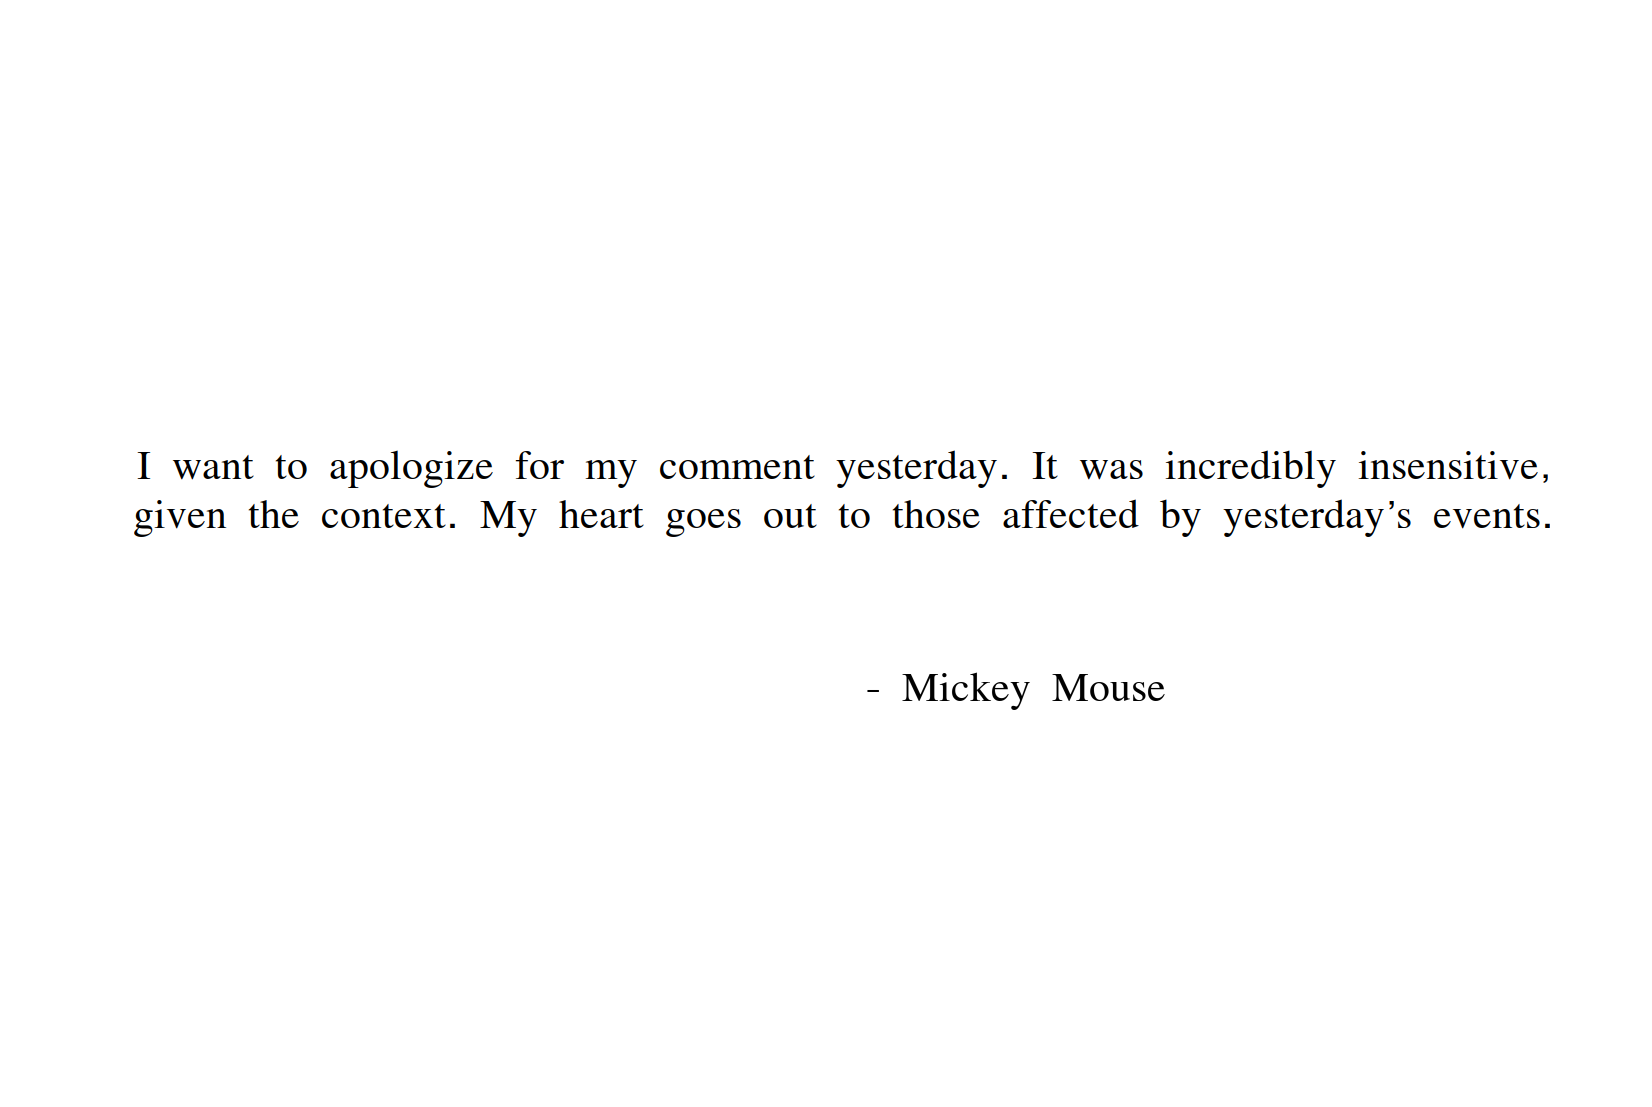 I want to apologize for my comment yesterday. It was incredibly insensitive,
given the context. My heart goes out to those affected by yesterday’s events.
- Mickey Mouse